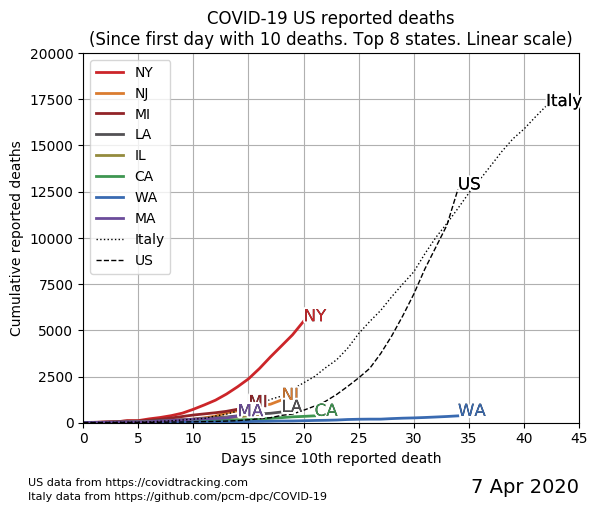 COVID-19 US reported deaths
(Since first day with 10 deaths. Top 8 states. Linear scale)
20000
17500
15000
12500
10000
7500
5000
2500
0
Cumulative reported deaths
NY
NJ
MI
LA
IL
CA
WA
MA
Italy
US
Italy
US
NY
NJ
MI
LA
MA
CA
WA
0 5 10 15 20 25 30 35 40 45
Days since 10th reported death
US data from https://covidtracking.com
Italy data from https://github.com/pcm-dpc/COVID-19
7 Apr 2020